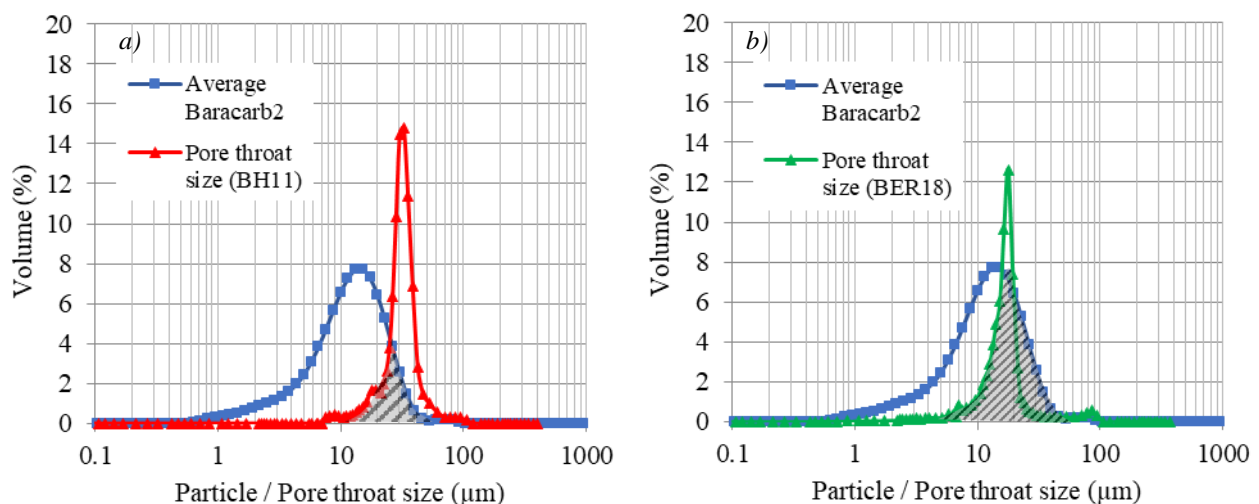 a)
Average
Baracarb2
Pore throat
size (BH11)
Volume (%)
20
18
16
14
12
10
8
6
4
2
0
0.1 1 10 100 1000
Particle / Pore throat size (µm)
b)
Average
Baracarb2
Pore throat
size (BER18)
Volume (%)
20
18
16
14
12
10
8
6
4
2
0
0.1 1 10 100 1000
Particle / Pore throat size (µm)